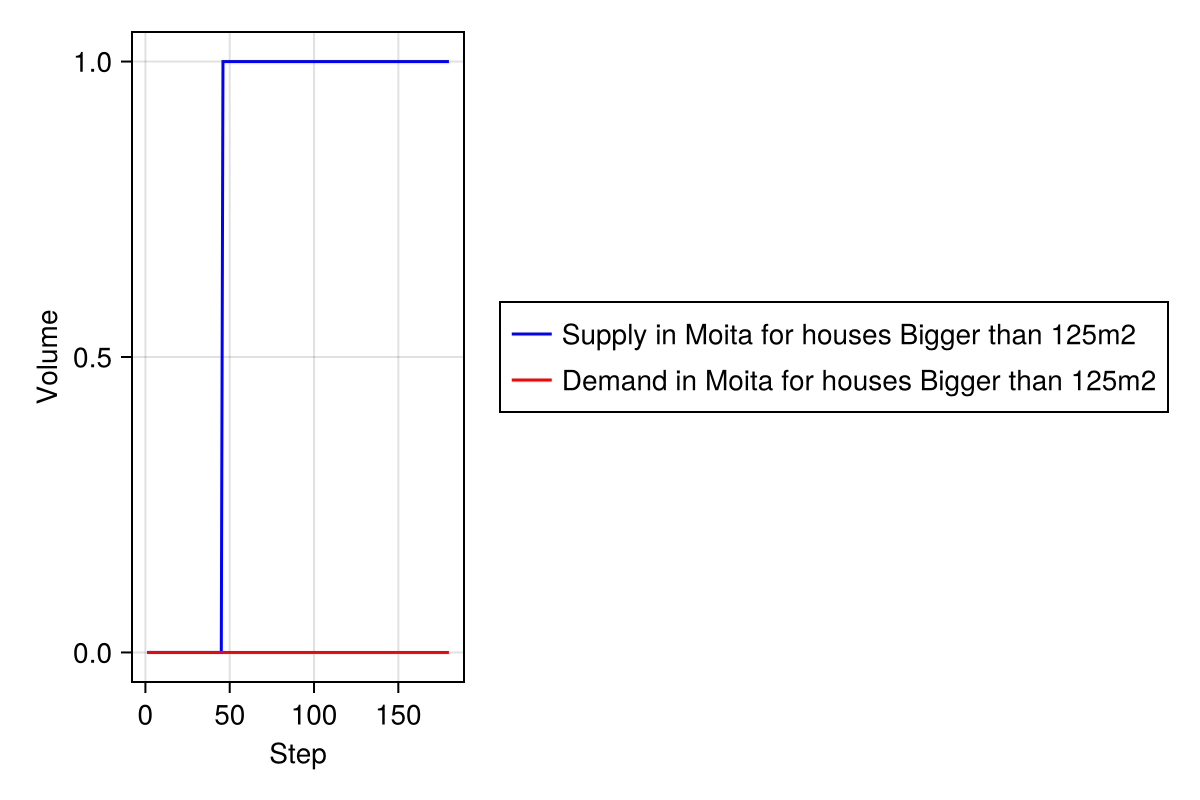 1.0
0.5
0.0
Volume
0
50
100
150
Step
Supply in Moita for houses Bigger than 125m2
Demand in Moita for houses Bigger than 125m2